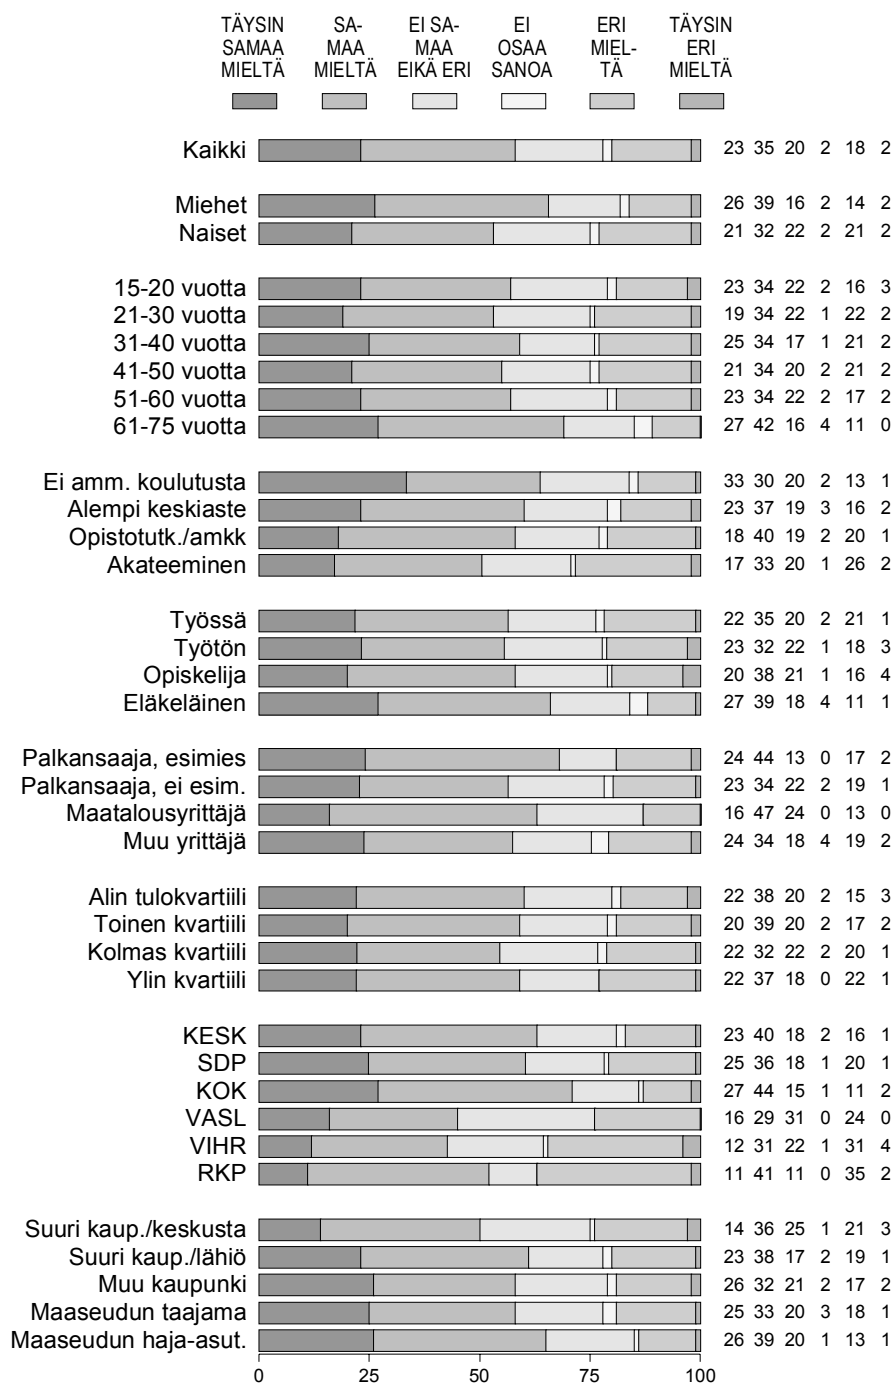 TÄYSIN SA- EI SA- EI ERI TÄYSIN
SAMAA MAA MAA OSAA MIEL- ERI
MIELTÄ MIELTÄ EIKÄ ERI SANOA TÄ MIELTÄ
Kaikki 23 35 20 2 18 2
Miehet 26 39 16 2 14 2
Naiset 21 32 22 2 21 2
15-20 vuotta 23 34 22 2 16 3
21-30 vuotta 19 34 22 1 22 2
31-40 vuotta 25 34 17 1 21 2
41-50 vuotta 21 34 20 2 21 2
51-60 vuotta 23 34 22 2 17 2
61-75 vuotta 27 42 16 4 11 0
Ei amm. koulutusta 33 30 20 2 13 1
Alempi keskiaste 23 37 19 3 16 2
Opistotutk./amkk 18 40 19 2 20 1
Akateeminen 17 33 20 1 26 2
Työssä 22 35 20 2 21 1
Työtön 23 32 22 1 18 3
Opiskelija 20 38 21 1 16 4
Eläkeläinen 27 39 18 4 11 1
Palkansaaja, esimies 24 44 13 0 17 2
Palkansaaja, ei esim. 23 34 22 2 19 1
Maatalousyrittäjä 16 47 24 0 13 0
Muu yrittäjä 24 34 18 4 19 2
Alin tulokvartiili 22 38 20 2 15 3
Toinen kvartiili 20 39 20 2 17 2
Kolmas kvartiili 22 32 22 2 20 1
Ylin kvartiili 22 37 18 0 22 1
KESK 23 40 18 2 16 1
SDP 25 36 18 1 20 1
KOK 27 44 15 1 11 2
VASL 16 29 31 0 24 0
VIHR 12 31 22 1 31 4
RKP 11 41 11 0 35 2
Suuri kaup./keskusta 14 36 25 1 21 3
Suuri kaup./lähiö 23 38 17 2 19 1
Muu kaupunki 26 32 21 2 17 2
Maaseudun taajama 25 33 20 3 18 1
Maaseudun haja-asut. 26 39 20 1 13 1
0 25 50 75 100